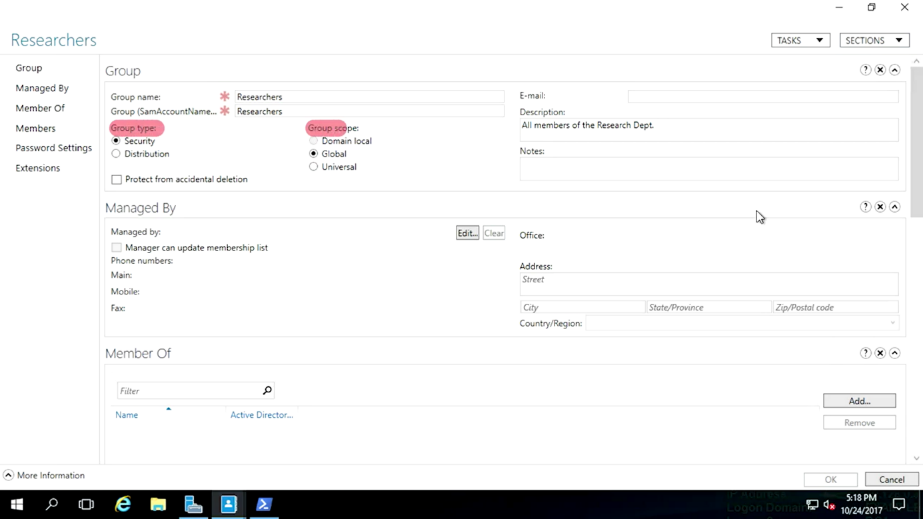 Researchers
TASKS
SECTIONS
Group
Managed By
Member Of
Members
Password Settings
Extensions
Group
Group name:
Researchers
Group (SamAccountName...
Researchers
Group type:
Security
Distribution
Group scope:
Domain local
Global
Universal
Protect from accidental deletion
E-mail:
Description:
All members of the Research Dept.
Notes:
Managed By
Managed by:
Edit...
Clear
Manager can update membership list
Phone numbers:
Main:
Mobile:
Fax:
Office:
Address:
Street
City
State/Province
Zip/Postal code
Country/Region:
Member Of
Filter
Name
Active Director...
Add...
Remove
More Information
OK
Cancel
5:18 PM
10/24/2017
IP Address
Logon Domain